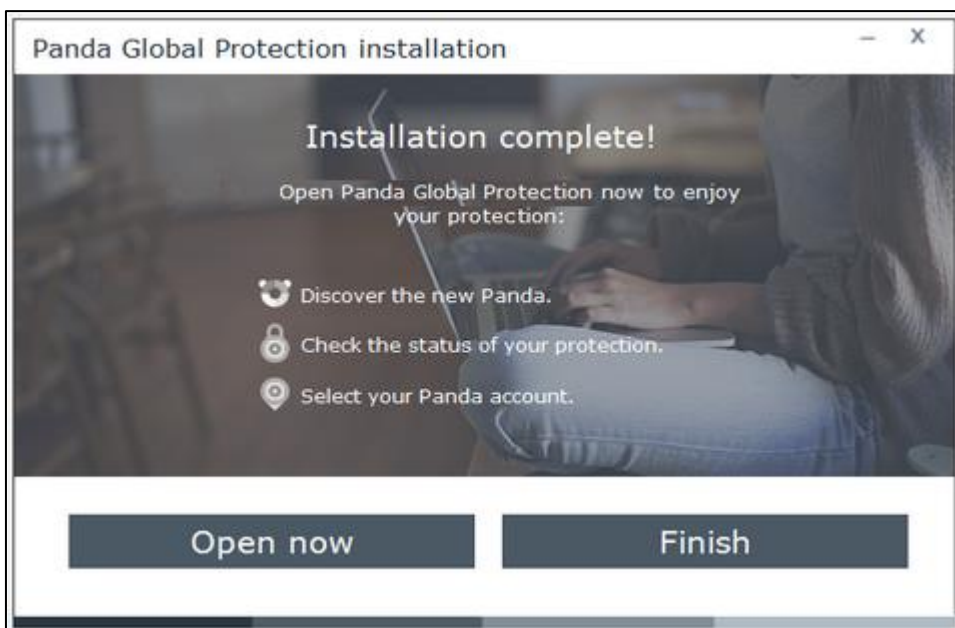 Panda Global Protection installation
Installation complete!
Open Panda Global Protection now to enjoy
your protection:
Discover the new Panda.
Check the status of your protection.
Select your Panda account.
Open now
Finish